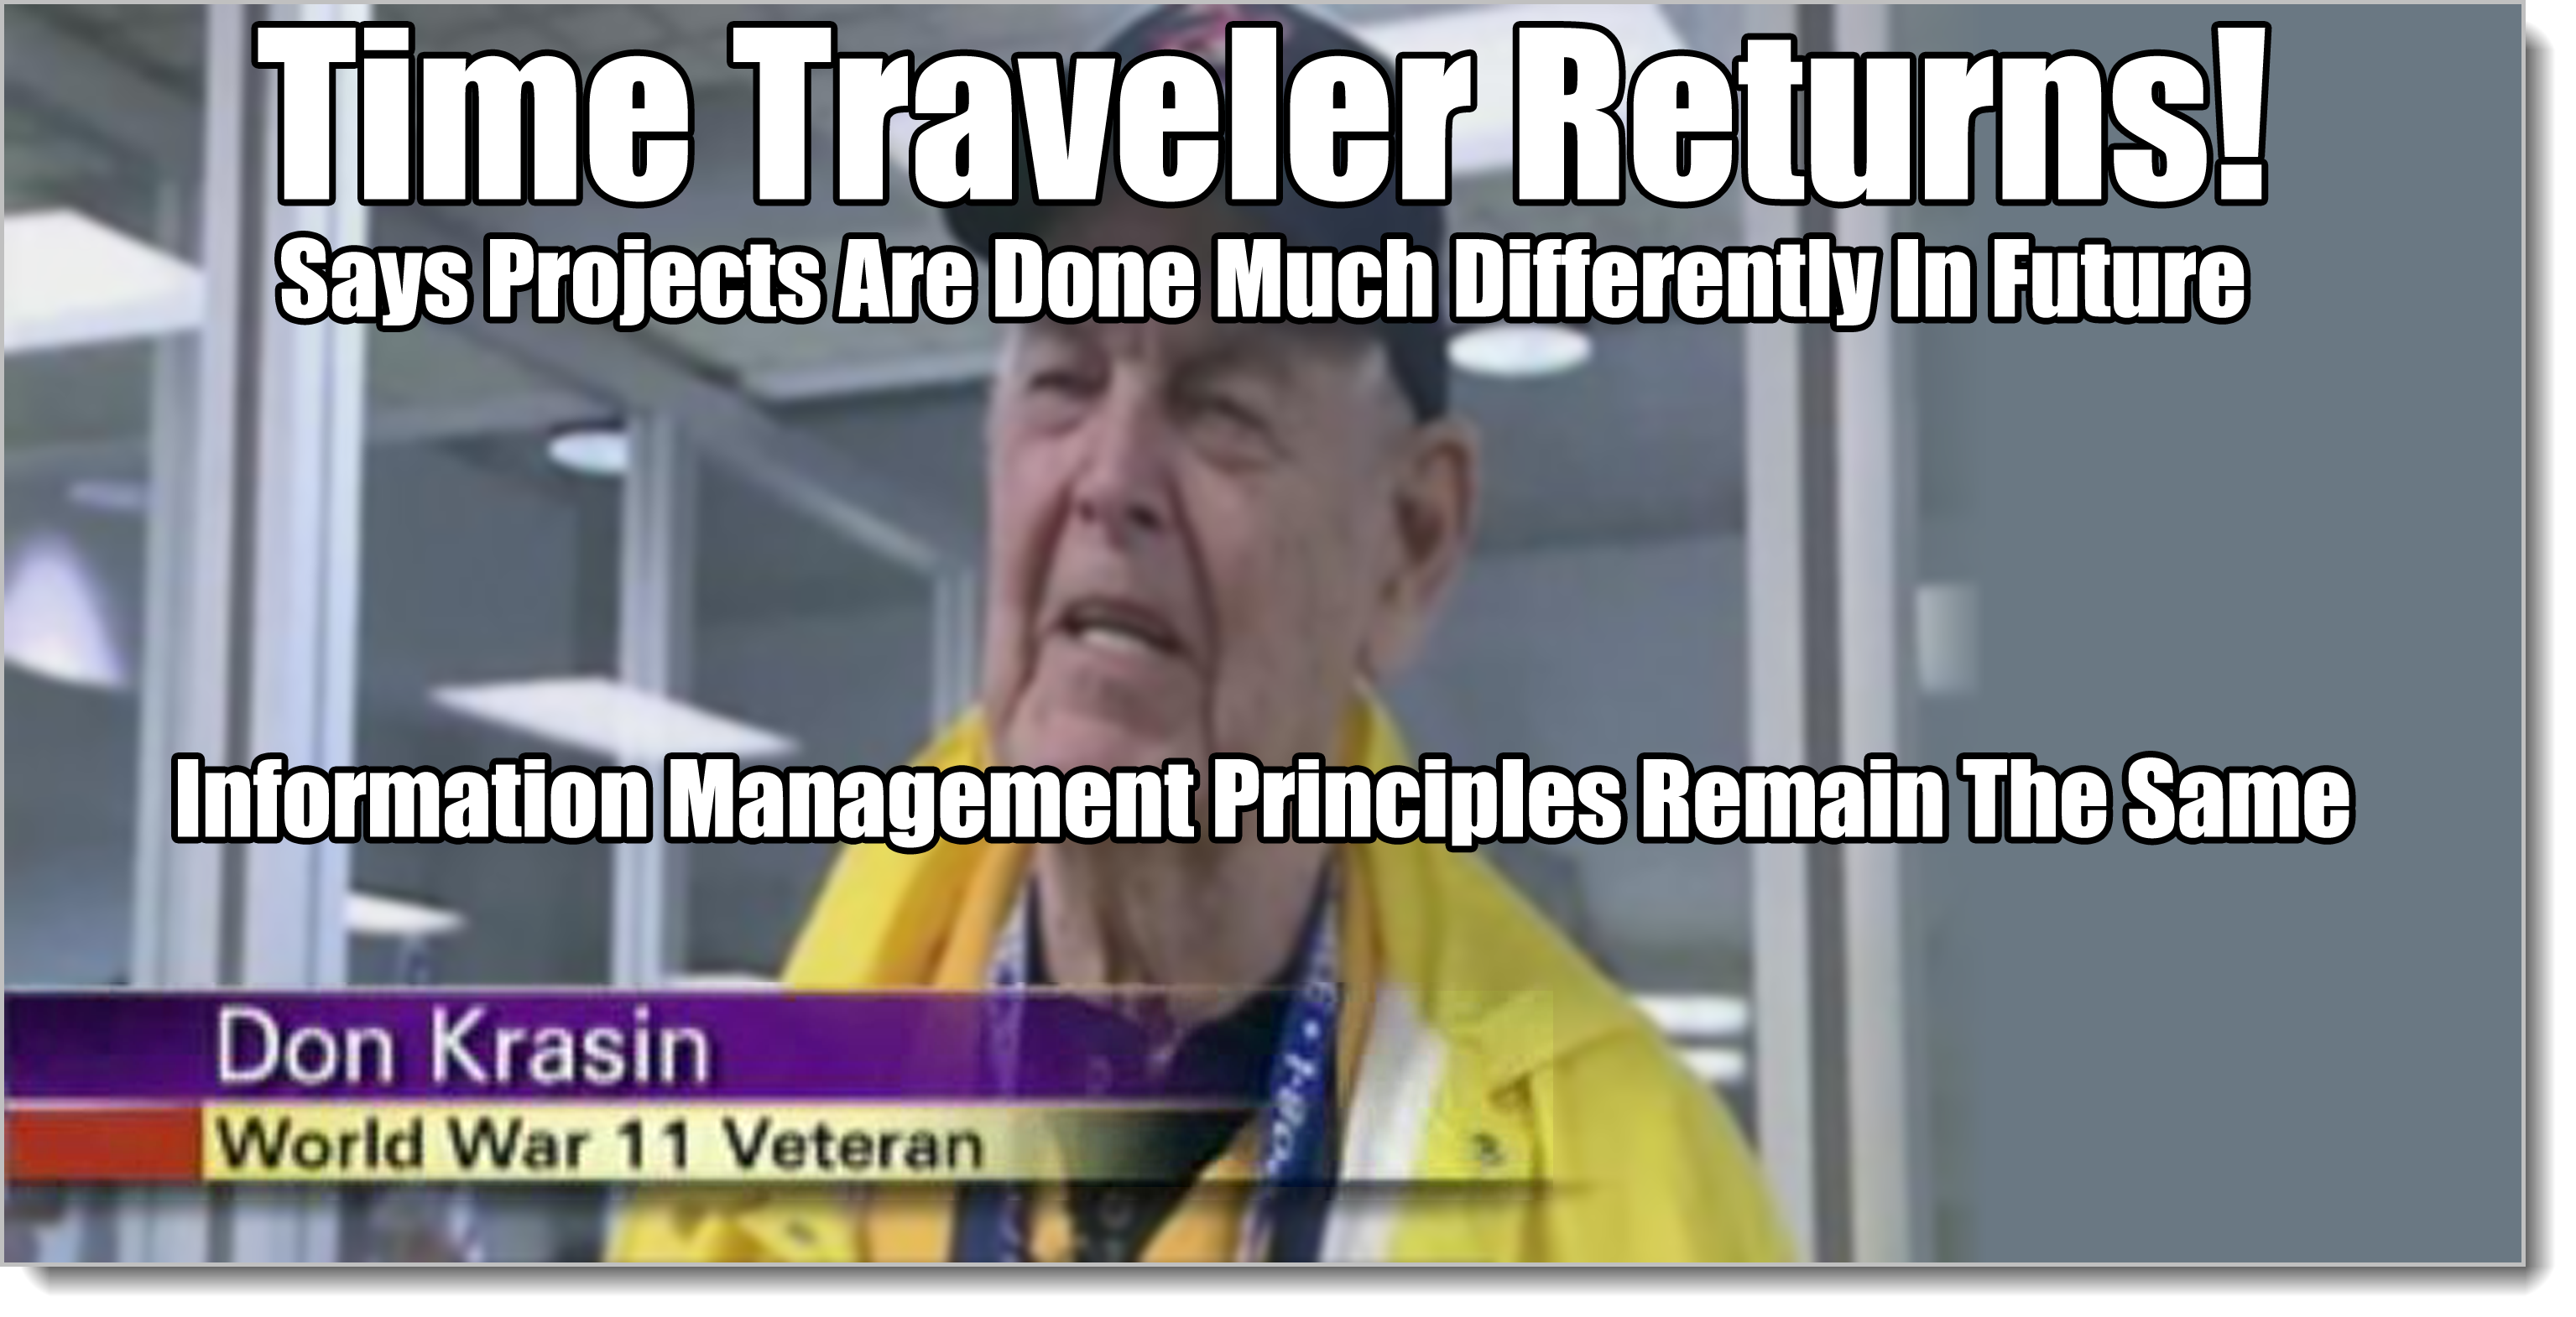 Time Traveler Returns!
Says Projects Are Done Much Differently In Future
Information Management Principles Remain The Same
Don Krasin
World War 11 Veteran